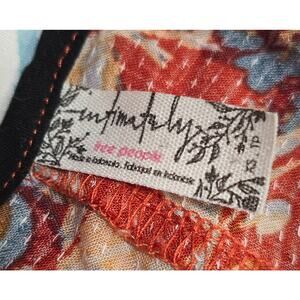 intimately
free people
Made in Indonesia. Fabriqué en Indonésie